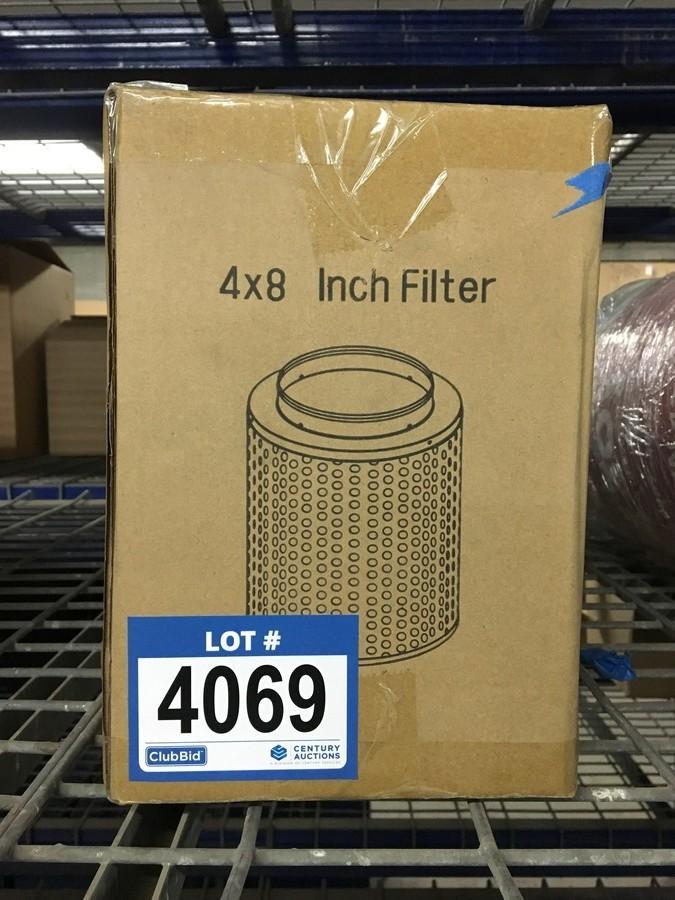 4x8 Inch Filter
LOT #
4069
ClubBid
CENTURY
AUCTIONS